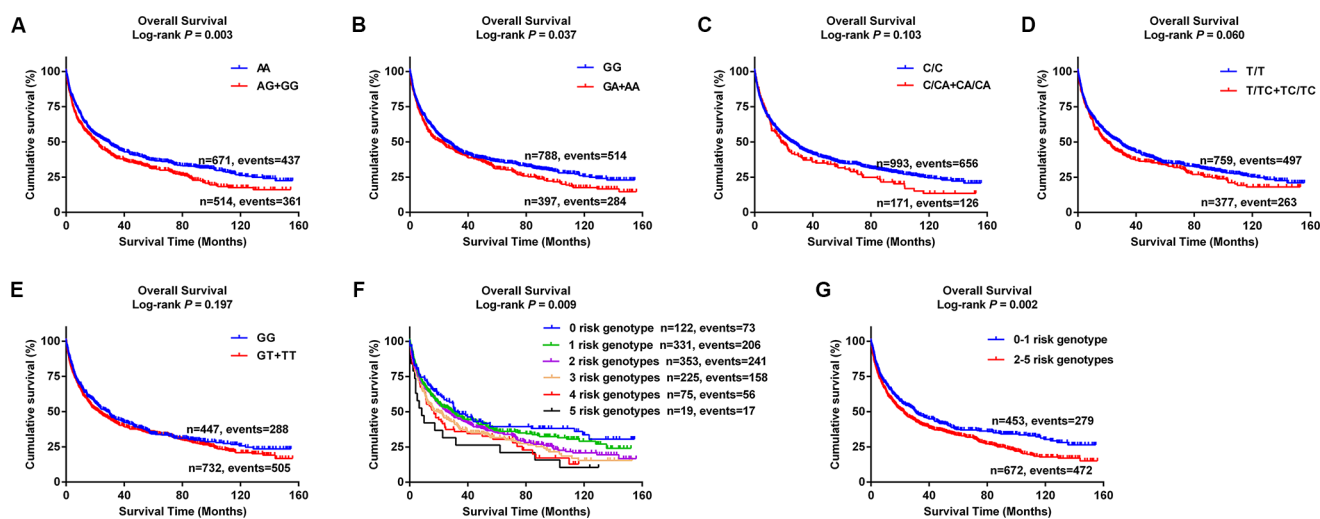 A
Overall Survival
Log-rank P = 0.003
Cumulative survival (%)
100
75
50
25
0
AA
AG+GG
n=671, events=437
n=514, events=361
0 40 80 120 160
Survival Time (Months)
B
Overall Survival
Log-rank P = 0.037
Cumulative survival (%)
100
75
50
25
0
GG
GA+AA
n=788, events=514
n=397, events=284
0 40 80 120 160
Survival Time (Months)
C
Overall Survival
Log-rank P = 0.103
Cumulative survival (%)
100
75
50
25
0
C/C
C/CA+CA/CA
n=993, events=656
n=171, events=126
0 40 80 120 160
Survival Time (Months)
D
Overall Survival
Log-rank P = 0.060
Cumulative survival (%)
100
75
50
25
0
T/T
T/TC+TC/TC
n=759, events=497
n=377, event=263
0 40 80 120 160
Survival Time (Months)
E
Overall Survival
Log-rank P = 0.197
Cumulative survival (%)
100
75
50
25
0
GG
GT+TT
n=447, events=288
n=732, events=505
0 40 80 120 160
Survival Time (Months)
F
Overall Survival
Log-rank P = 0.009
Cumulative survival (%)
100
75
50
25
0
0 risk genotype n=122, events=73
1 risk genotype n=331, events=206
2 risk genotypes n=353, events=241
3 risk genotypes n=225, events=158
4 risk genotypes n=75, events=56
5 risk genotypes n=19, events=17
0 40 80 120 160
Survival Time (Months)
G
Overall Survival
Log-rank P = 0.002
Cumulative survival (%)
100
75
50
25
0
0-1 risk genotype
2-5 risk genotypes
n=453, events=279
n=672, events=472
0 40 80 120 160
Survival Time (Months)